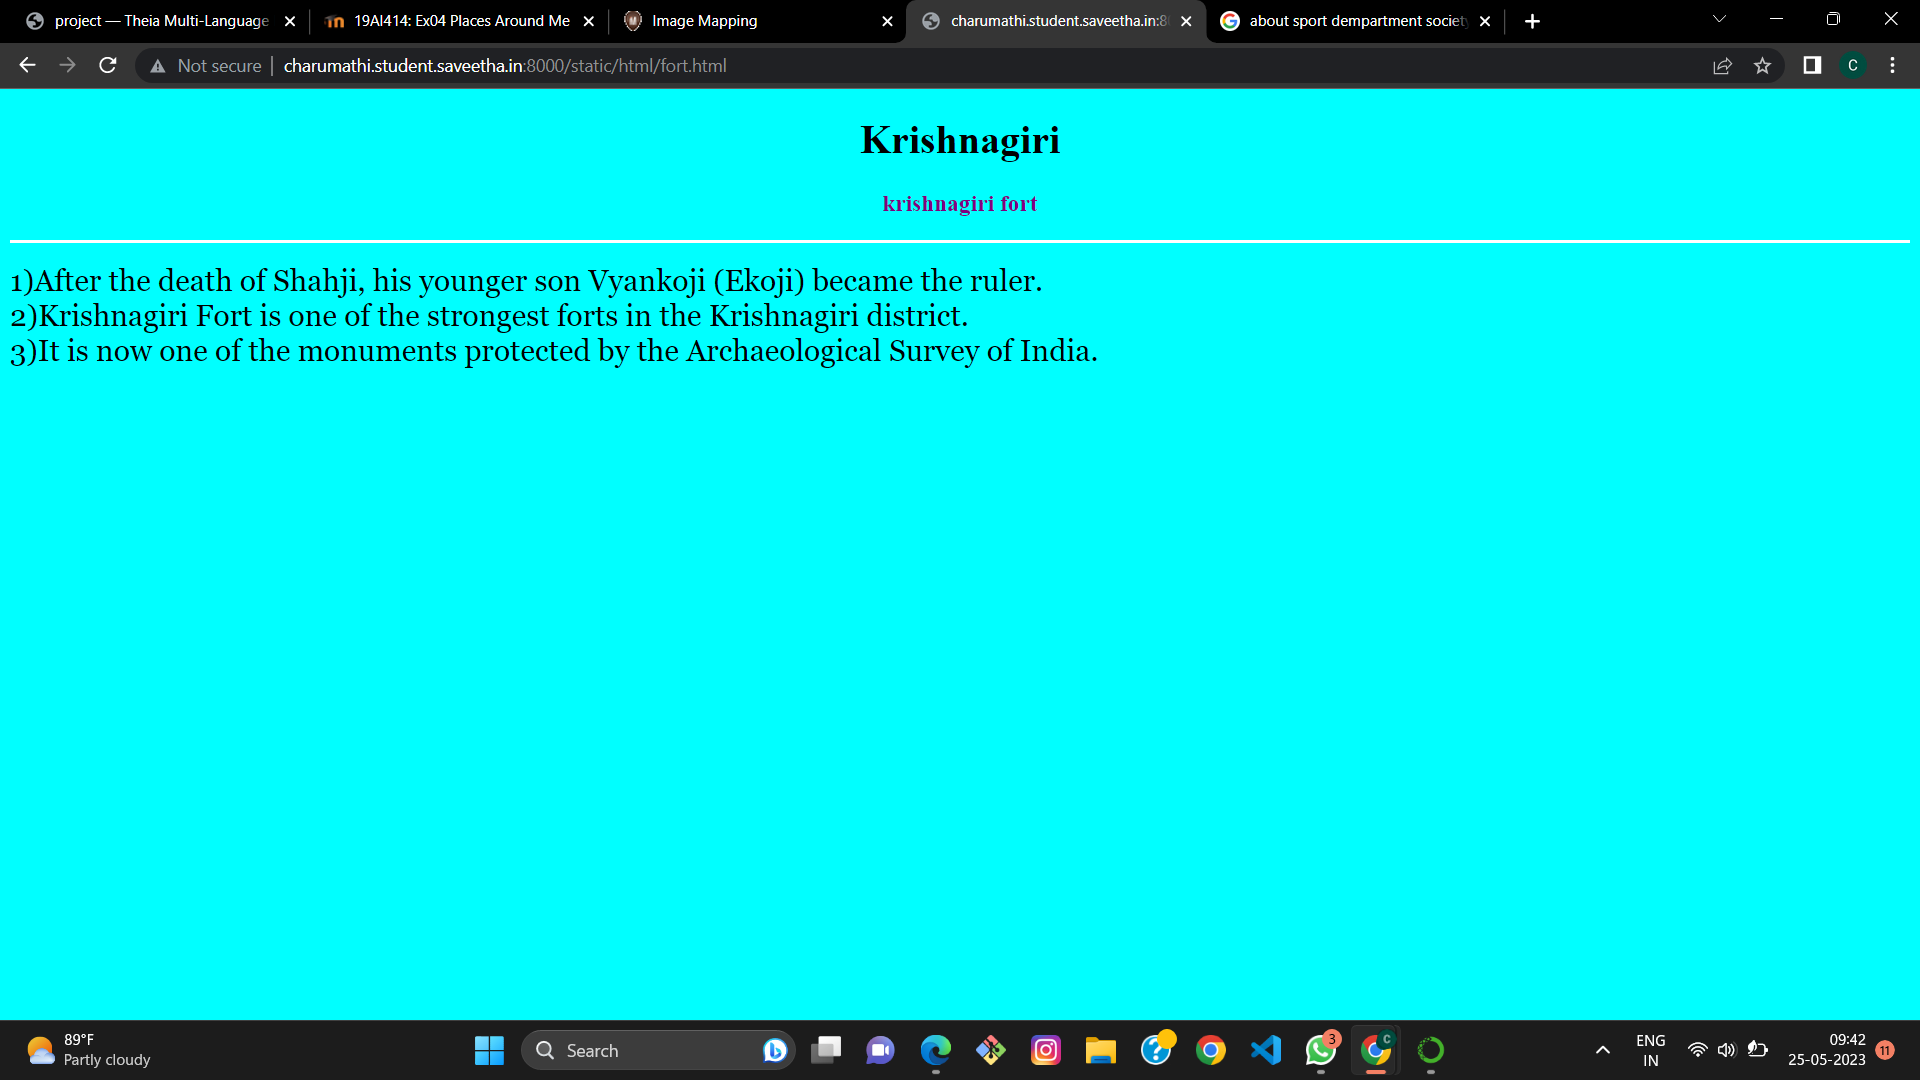 project — Theia Multi-Language
19AI414: Ex04 Places Around Me
Image Mapping
charumathi.student.saveetha.in:8
about sport dempartment societ
Not secure
charumathi.student.saveetha.in:8000/static/html/fort.html
C
Krishnagiri
krishnagiri fort
1)After the death of Shahji, his younger son Vyankoji (Ekoji) became the ruler.
2)Krishnagiri Fort is one of the strongest forts in the Krishnagiri district.
3)It is now one of the monuments protected by the Archaeological Survey of India.
89°F
Partly cloudy
Search
3
C
ENG
IN
09:42
25-05-2023
11